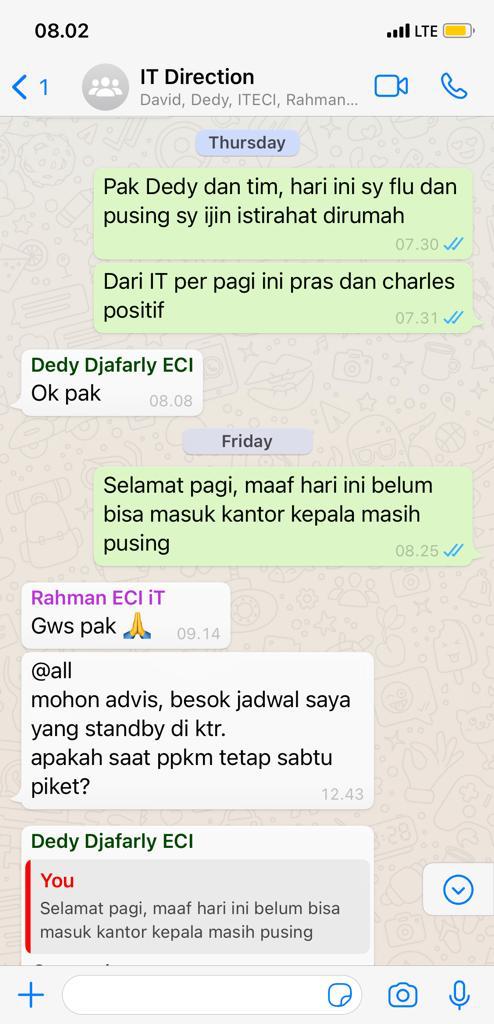 08.02
LTE
1
IT Direction
David, Dedy, ITECI, Rahman...
Thursday
Pak Dedy dan tim, hari ini sy flu dan
pusing sy ijin istirahat dirumah
07.30
Dari IT per pagi ini pras dan charles
positif
07.31
Dedy Djafarly ECI
Ok pak
08.08
Friday
Selamat pagi, maaf hari ini belum
bisa masuk kantor kepala masih
pusing
08.25
Rahman ECI iT
Gws pak 🙏
09.14
@all
mohon advis, besok jadwal saya
yang standby di ktr.
apakah saat ppkm tetap sabtu
piket?
12.43
Dedy Djafarly ECI
You
Selamat pagi, maaf hari ini belum bisa
masuk kantor kepala masih pusing